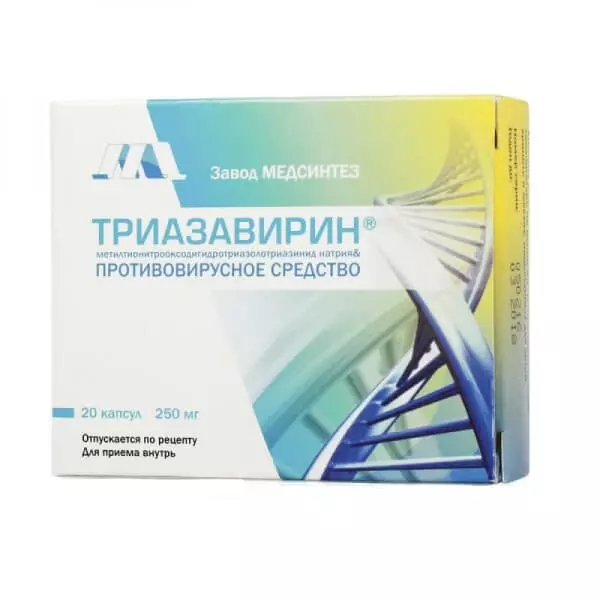 Завод МЕДСИНТЕЗ
ТРИАЗАВИРИН®
метилтионитрооксодигидротриазолотриазинид натрия&
ПРОТИВОВИРУСНОЕ СРЕДСТВО
20 капсул 250 мг
Отпускается по рецепту
Для приема внутрь